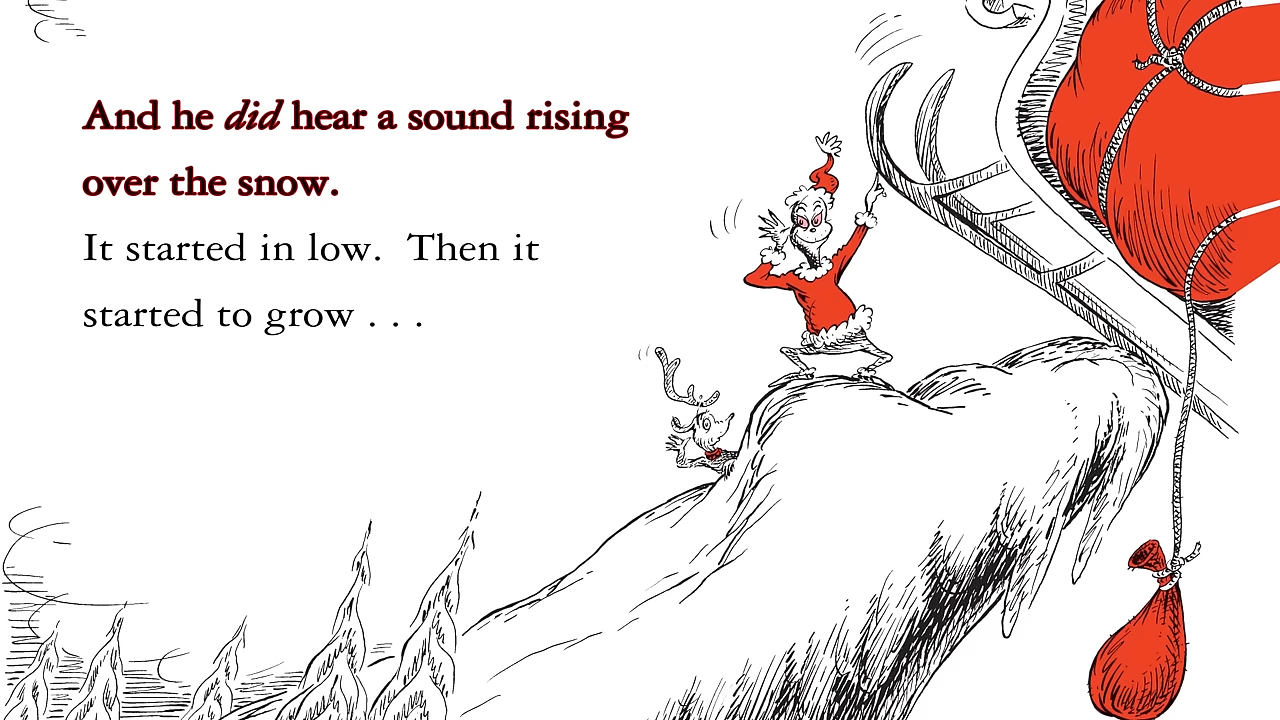 And he did hear a sound rising
over the snow.
It started in low.  Then it
started to grow . . .